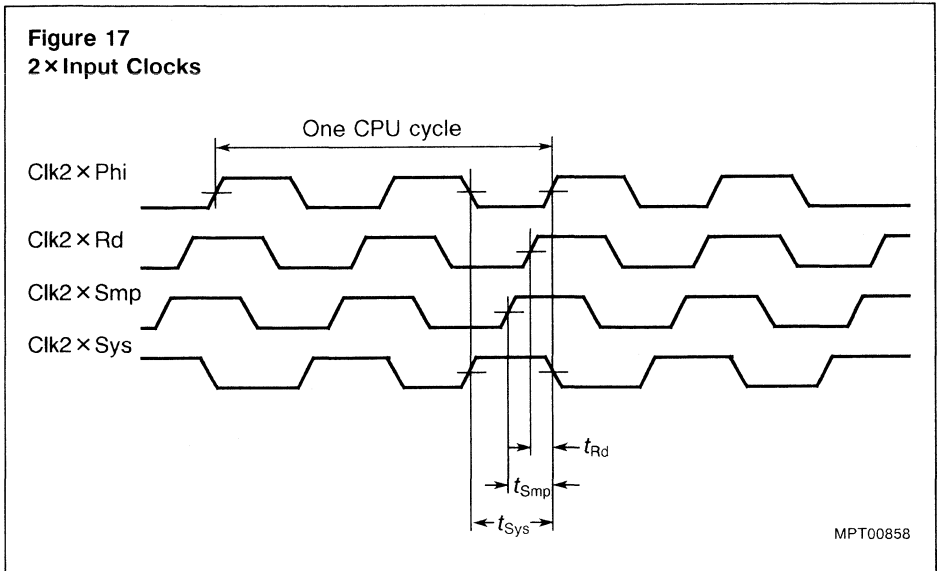 Figure 17
2×Input Clocks
One CPU cycle
Clk2×Phi
Clk2×Rd
Clk2×Smp
Clk2×Sys
tRd
tSmp
tSys
MPT00858